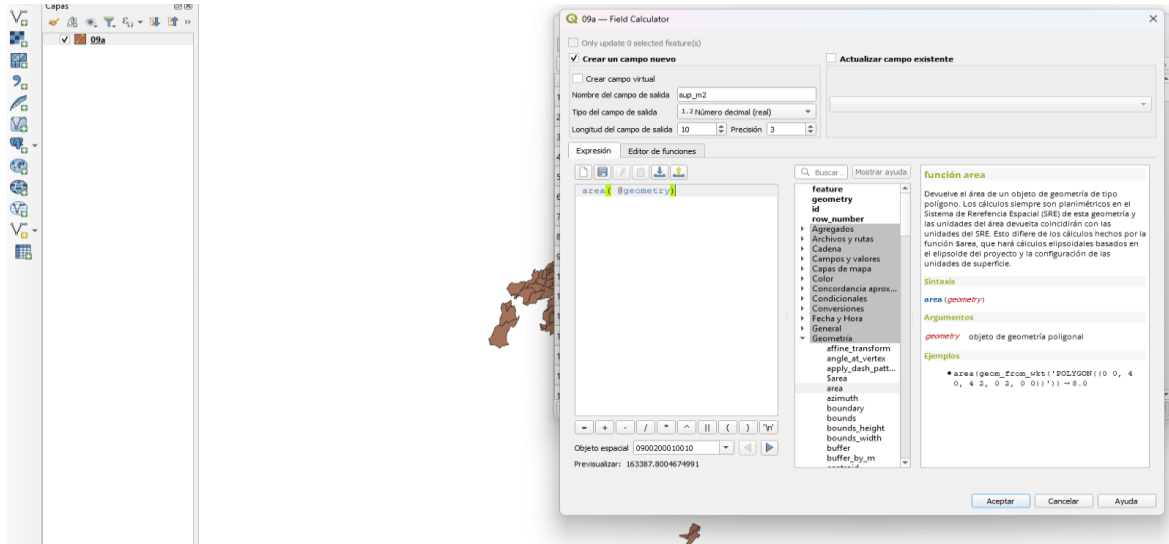 Capas
09a
09a — Field Calculator
Only update 0 selected feature(s)
Crear un campo nuevo
Actualizar campo existente
Crear campo virtual
Nombre del campo de salida sup_m2
Tipo del campo de salida 1.2 Número decimal (real)
Longitud del campo de salida 10 Precisión 3
Expresión Editor de funciones
area( @geometry)
= + - / * ^ || ( ) '\n'
Objeto espacial 0900200010010
Previsualizar: 163387.8004674991
Buscar... Mostrar ayuda
feature
geometry
id
row_number
Agregados
Archivos y rutas
Cadena
Campos y valores
Capas de mapa
Color
Concordancia aprox...
Condicionales
Conversiones
Fecha y Hora
General
Geometría
affine_transform
angle_at_vertex
apply_dash_patt...
$area
area
azimuth
boundary
bounds
bounds_height
bounds_width
buffer
buffer_by_m
función area
Devuelve el área de un objeto de geometría de tipo
polígono. Los cálculos siempre son planimétricos en el
Sistema de Rerefencia Espacial (SRE) de esta geometría y
las unidades del área devuelta coincidirán con las
unidades del SRE. Esto difiere de los cálculos hechos por la
función $area, que hará cálculos elipsoidales basados en
el elipsoide del proyecto y la configuración de las
unidades de superficie.
Sintaxis
area(geometry)
Argumentos
geometry objeto de geometría poligonal
Ejemplos
area(geom_from_wkt('POLYGON((0 0, 4
0, 4 2, 0 2, 0 0))')) → 8.0
Aceptar Cancelar Ayuda